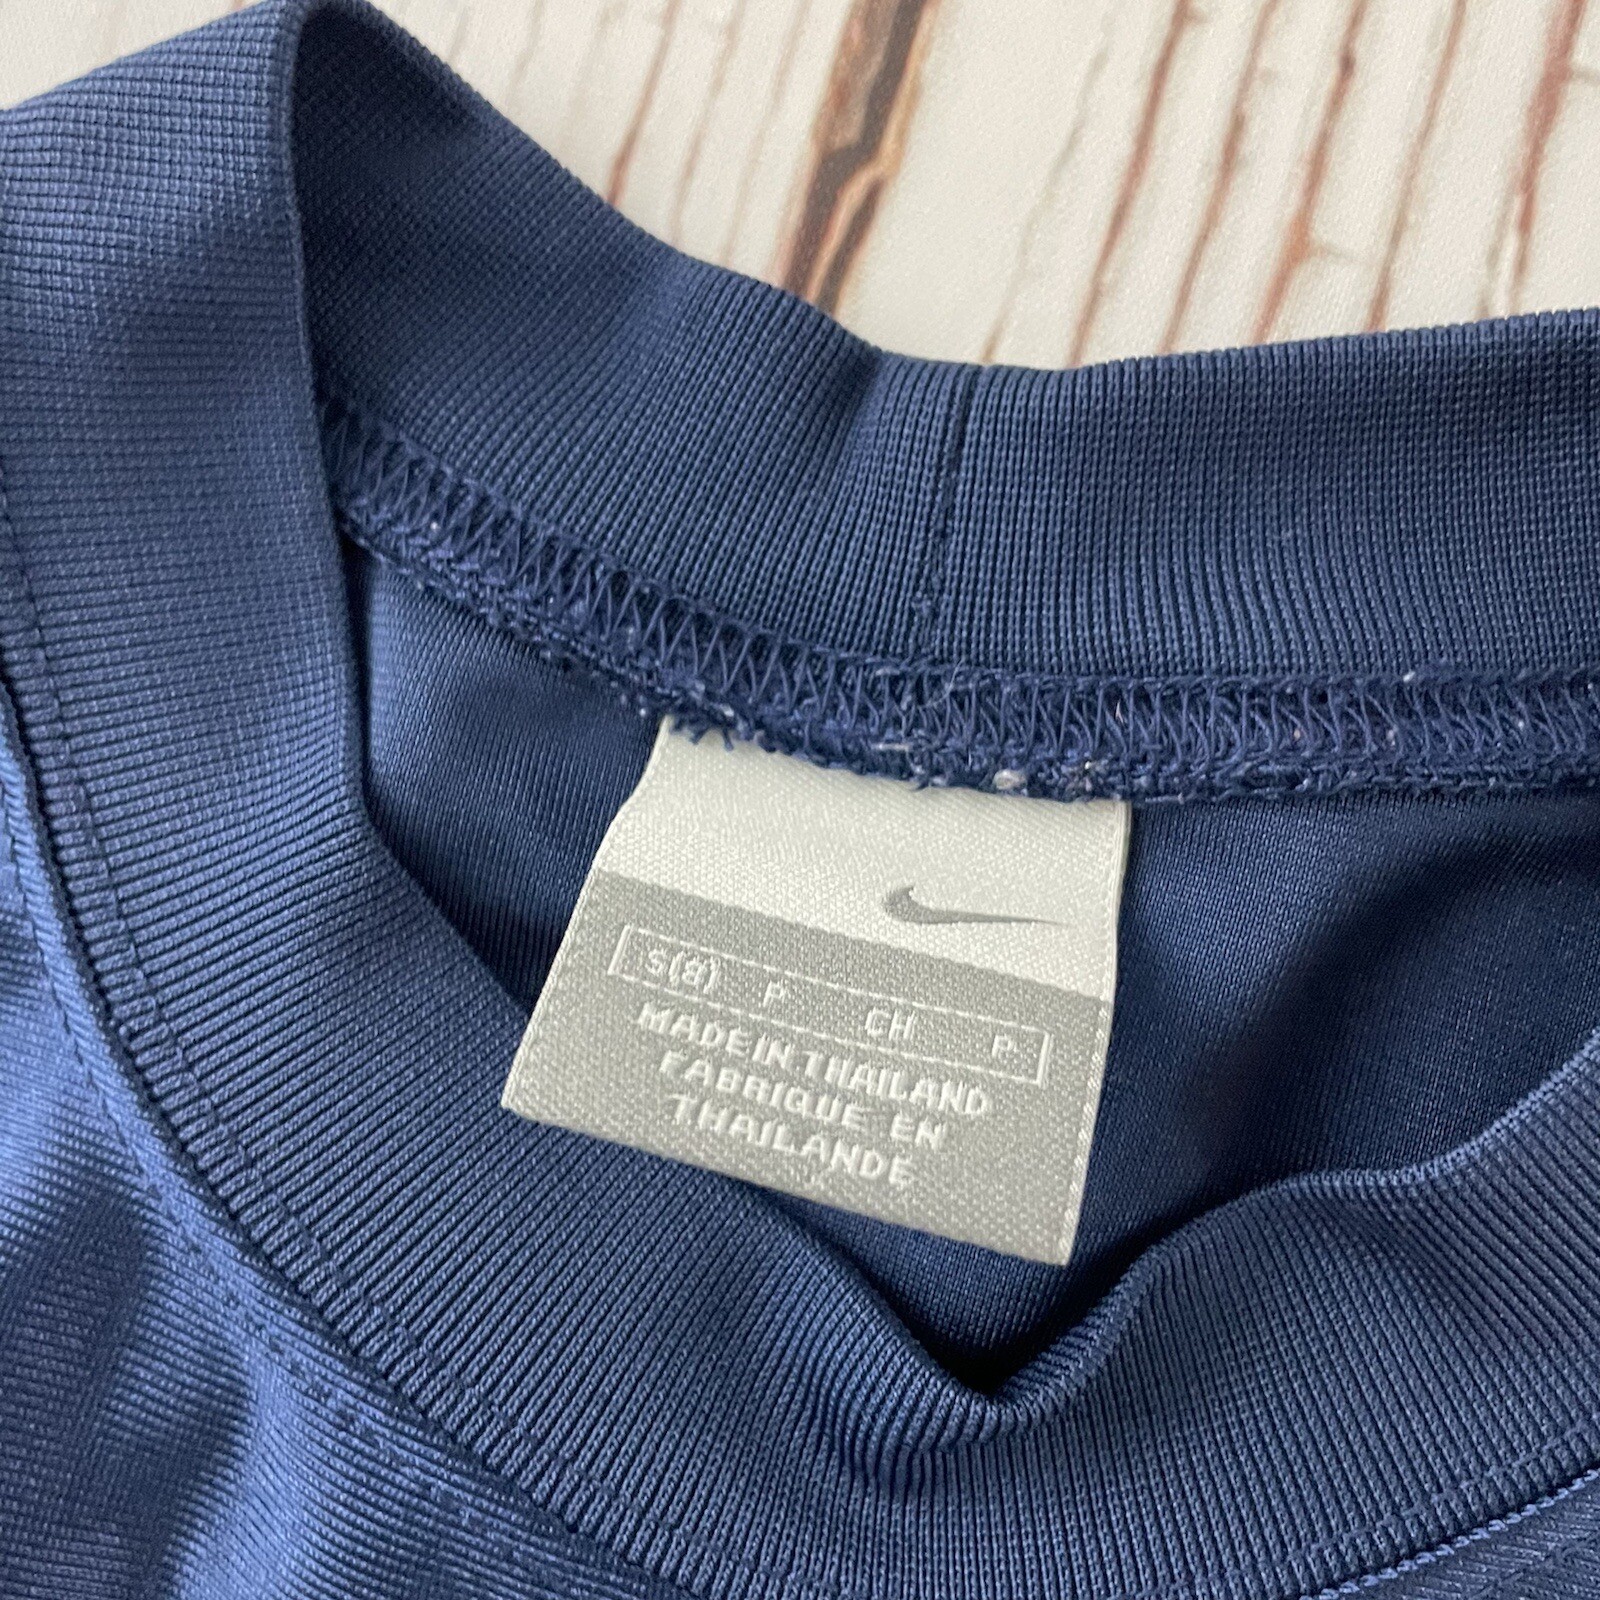 S(8) P CH P
MADE IN THAILAND
FABRIQUE EN
THAILANDE